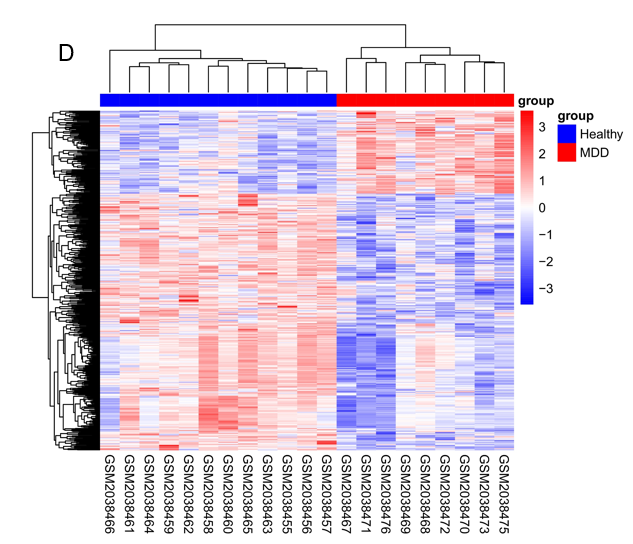 D
group
group
Healthy
MDD
3
2
1
0
−1
−2
−3
GSM2038466
GSM2038461
GSM2038464
GSM2038459
GSM2038462
GSM2038458
GSM2038460
GSM2038465
GSM2038463
GSM2038455
GSM2038456
GSM2038457
GSM2038467
GSM2038471
GSM2038476
GSM2038469
GSM2038468
GSM2038472
GSM2038470
GSM2038473
GSM2038475